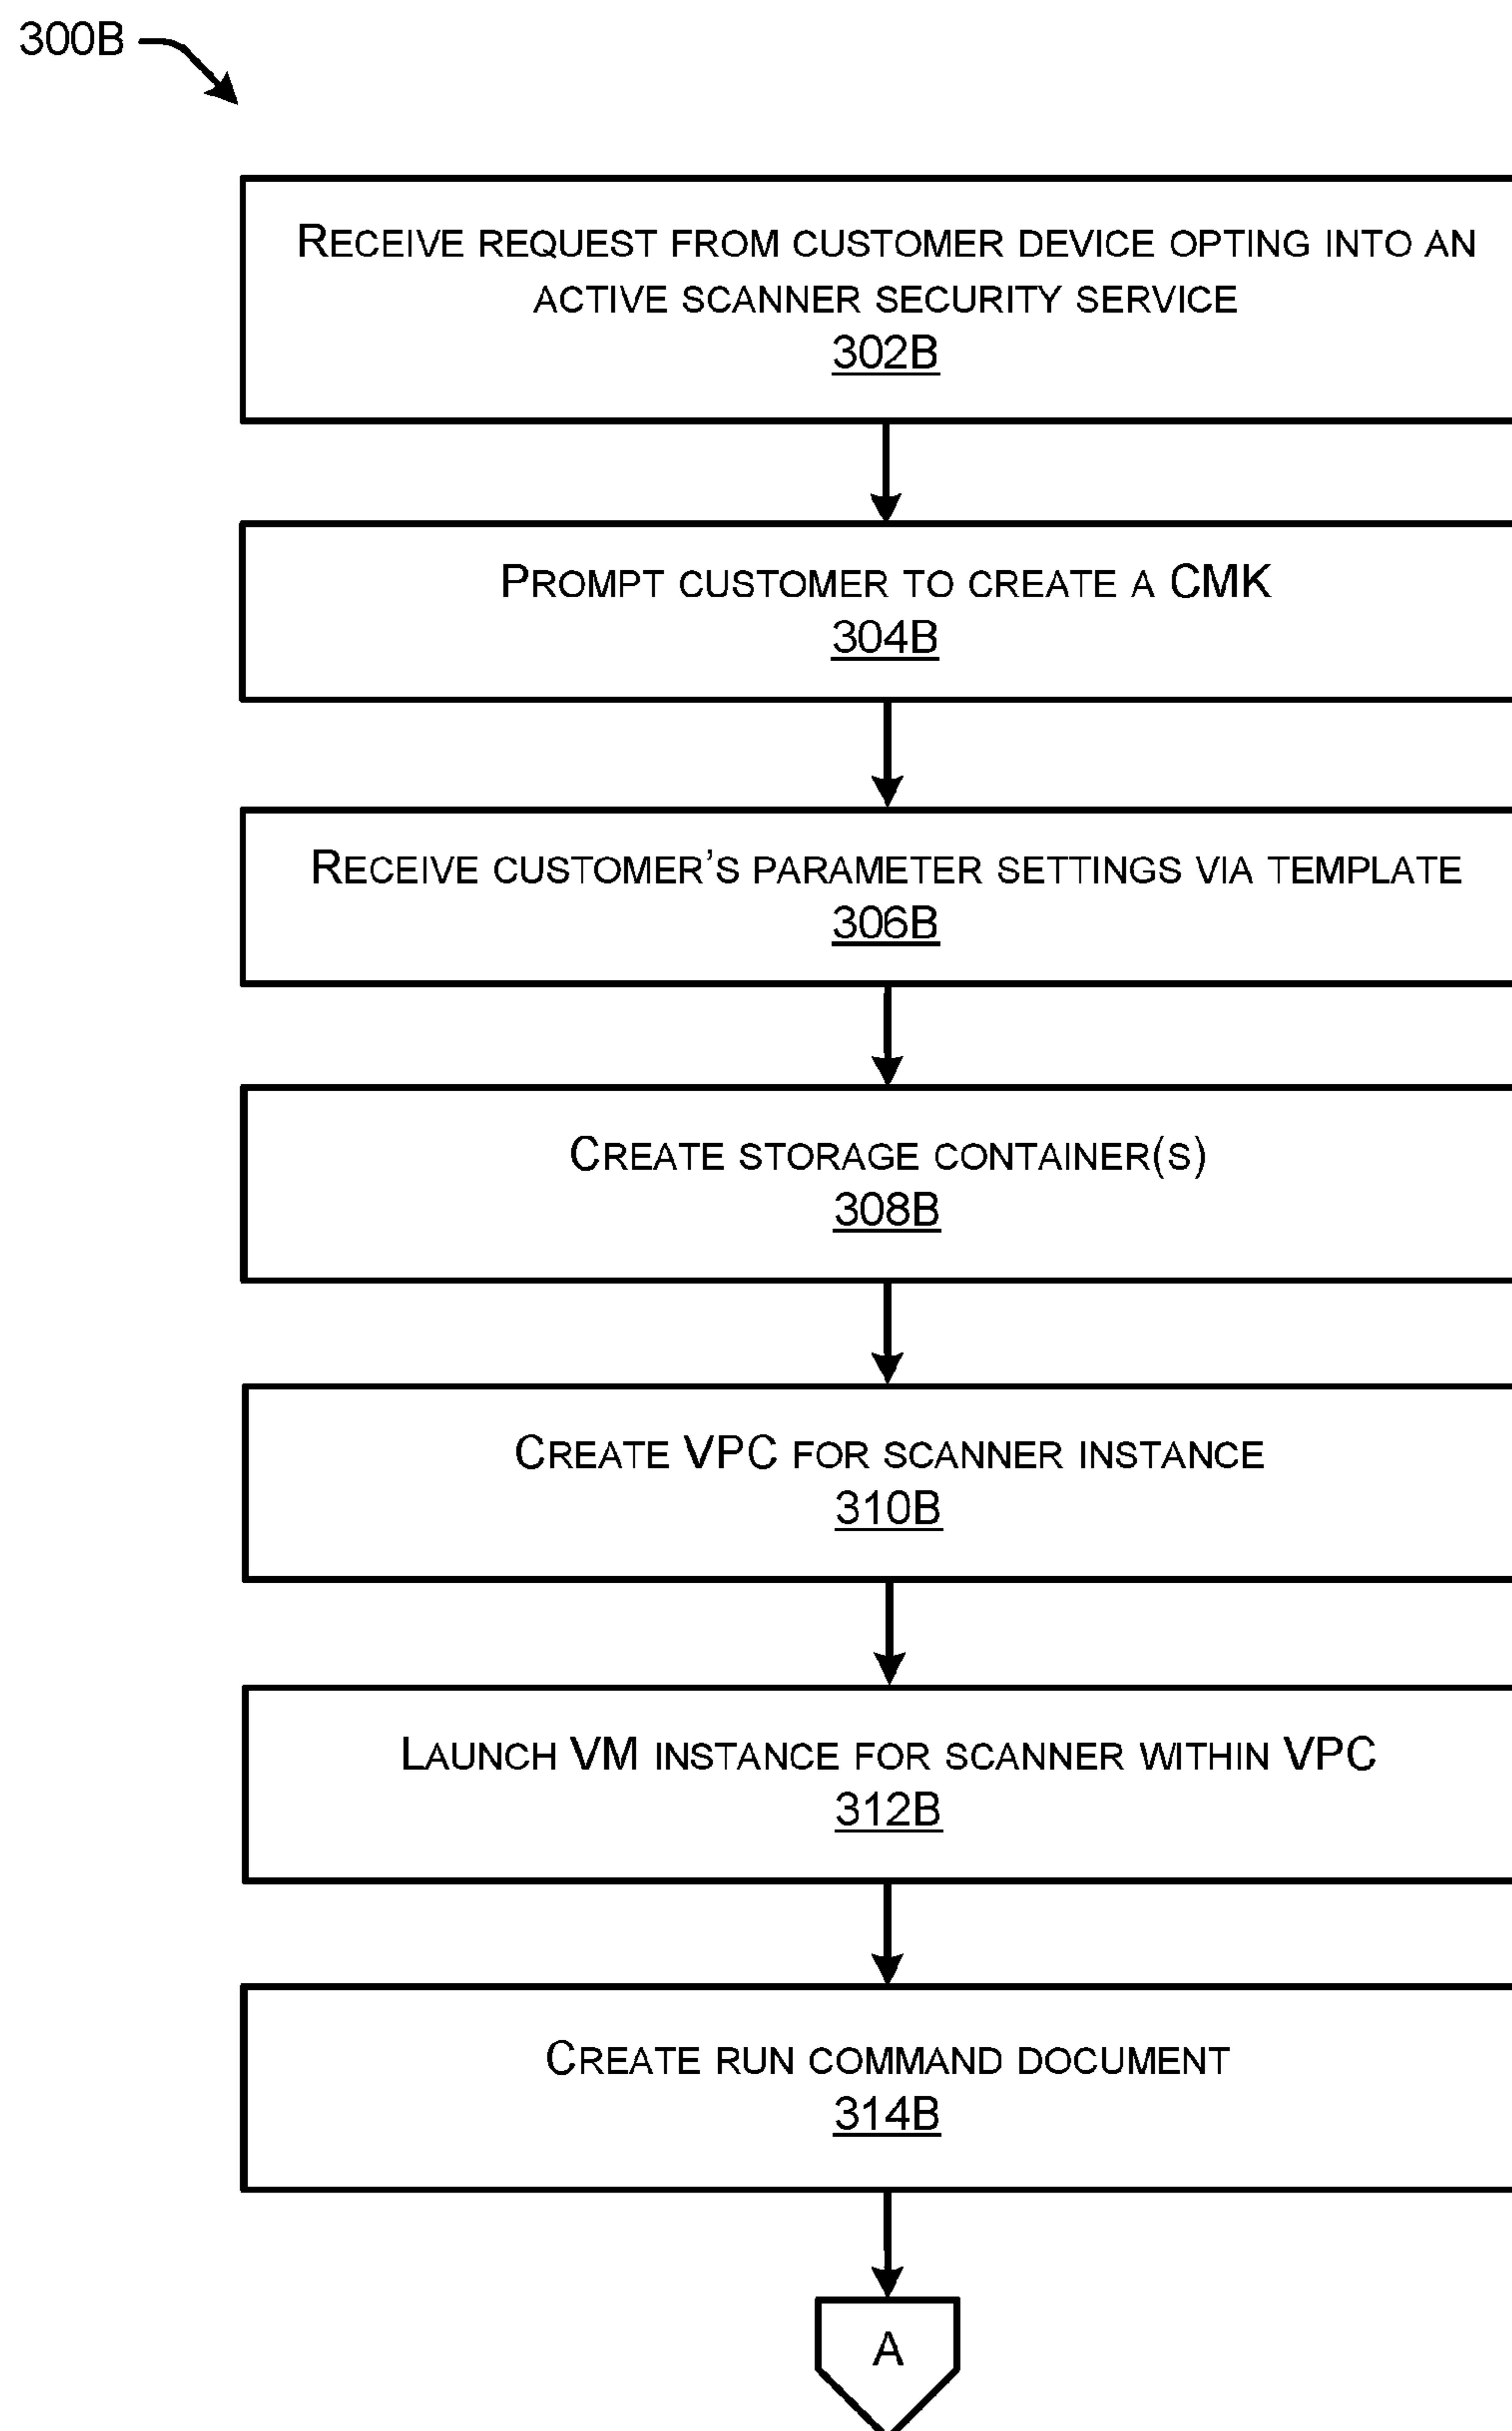 300B
RECEIVE REQUEST FROM CUSTOMER DEVICE OPTING INTO AN
ACTIVE SCANNER SECURITY SERVICE
302B
PROMPT CUSTOMER TO CREATE A CMK
304B
RECEIVE CUSTOMER’S PARAMETER SETTINGS VIA TEMPLATE
306B
CREATE STORAGE CONTAINER(S)
308B
CREATE VPC FOR SCANNER INSTANCE
310B
LAUNCH VM INSTANCE FOR SCANNER WITHIN VPC
312B
CREATE RUN COMMAND DOCUMENT
314B
A